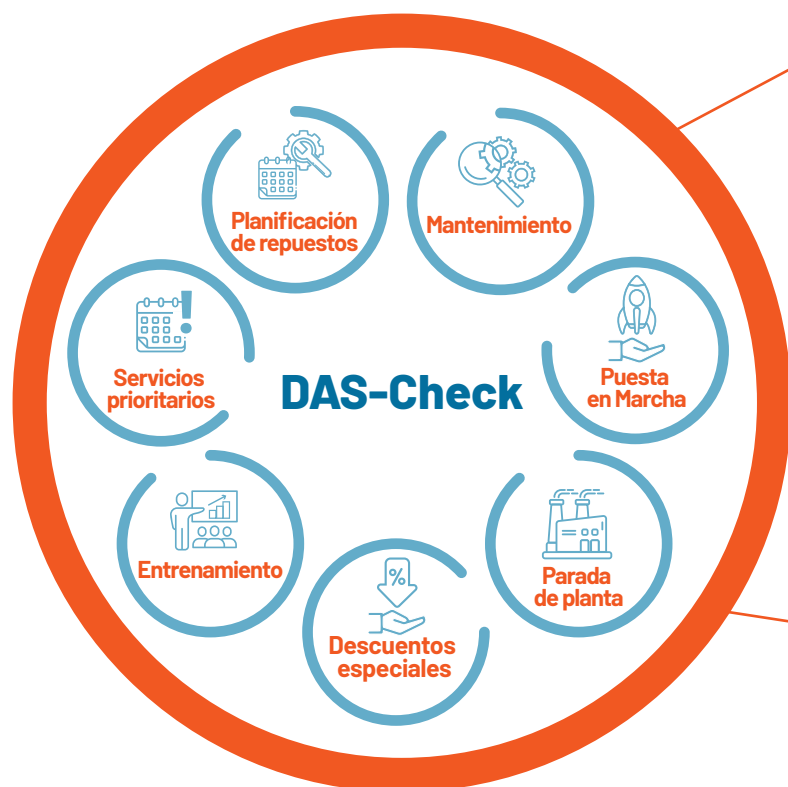 Planificación
de repuestos
Mantenimiento
Servicios
prioritarios
DAS-Check
Puesta
en Marcha
Entrenamiento
Parada
de planta
%
Descuentos
especiales